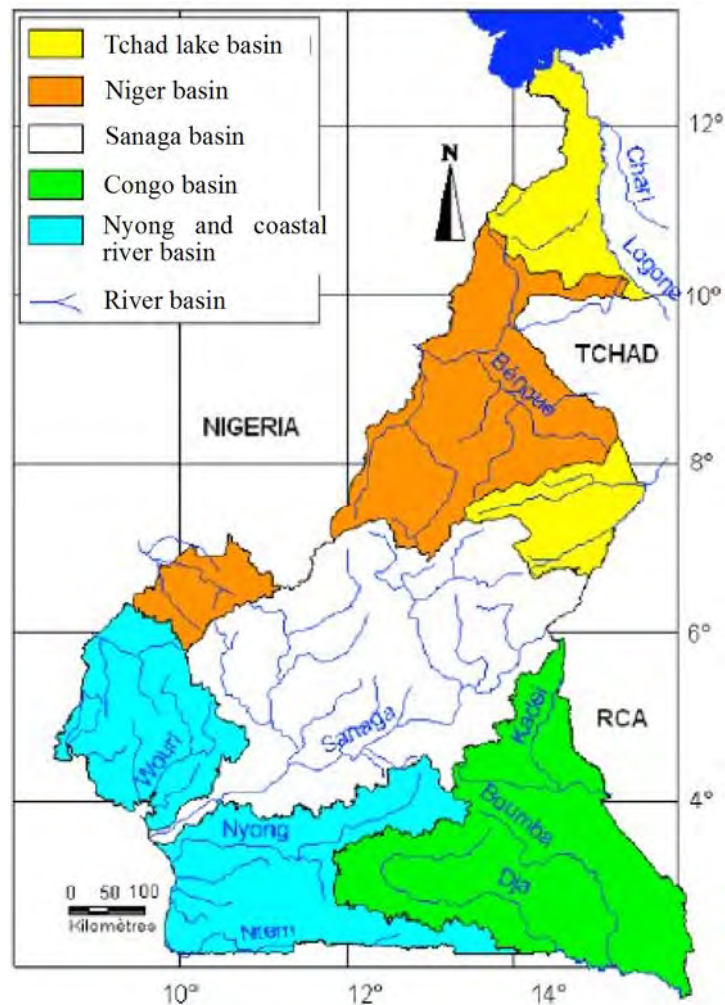 Tchad lake basin
Niger basin
Sanaga basin
Congo basin
Nyong and coastal
river basin
River basin
N
12°
Chari
Logone
10°
TCHAD
Bénoue
NIGERIA
8°
6°
Kadei
RCA
Sanaga
Wouri
4°
Boumba
Nyong
Dja
0 50 100
Kilomètres
Ntem
10°
12°
14°